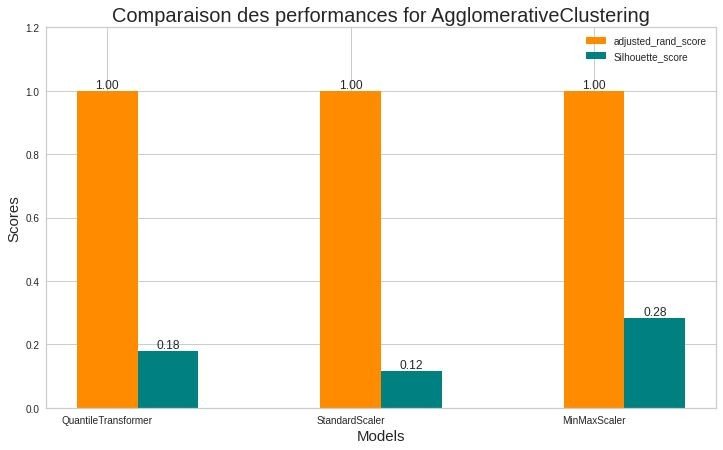 Comparaison des performances for AgglomerativeClustering
adjusted_rand_score
Silhouette_score
Scores
1.2
1.0
0.8
0.6
0.4
0.2
0.0
1.00
0.18
1.00
0.12
1.00
0.28
QuantileTransformer
StandardScaler
MinMaxScaler
Models